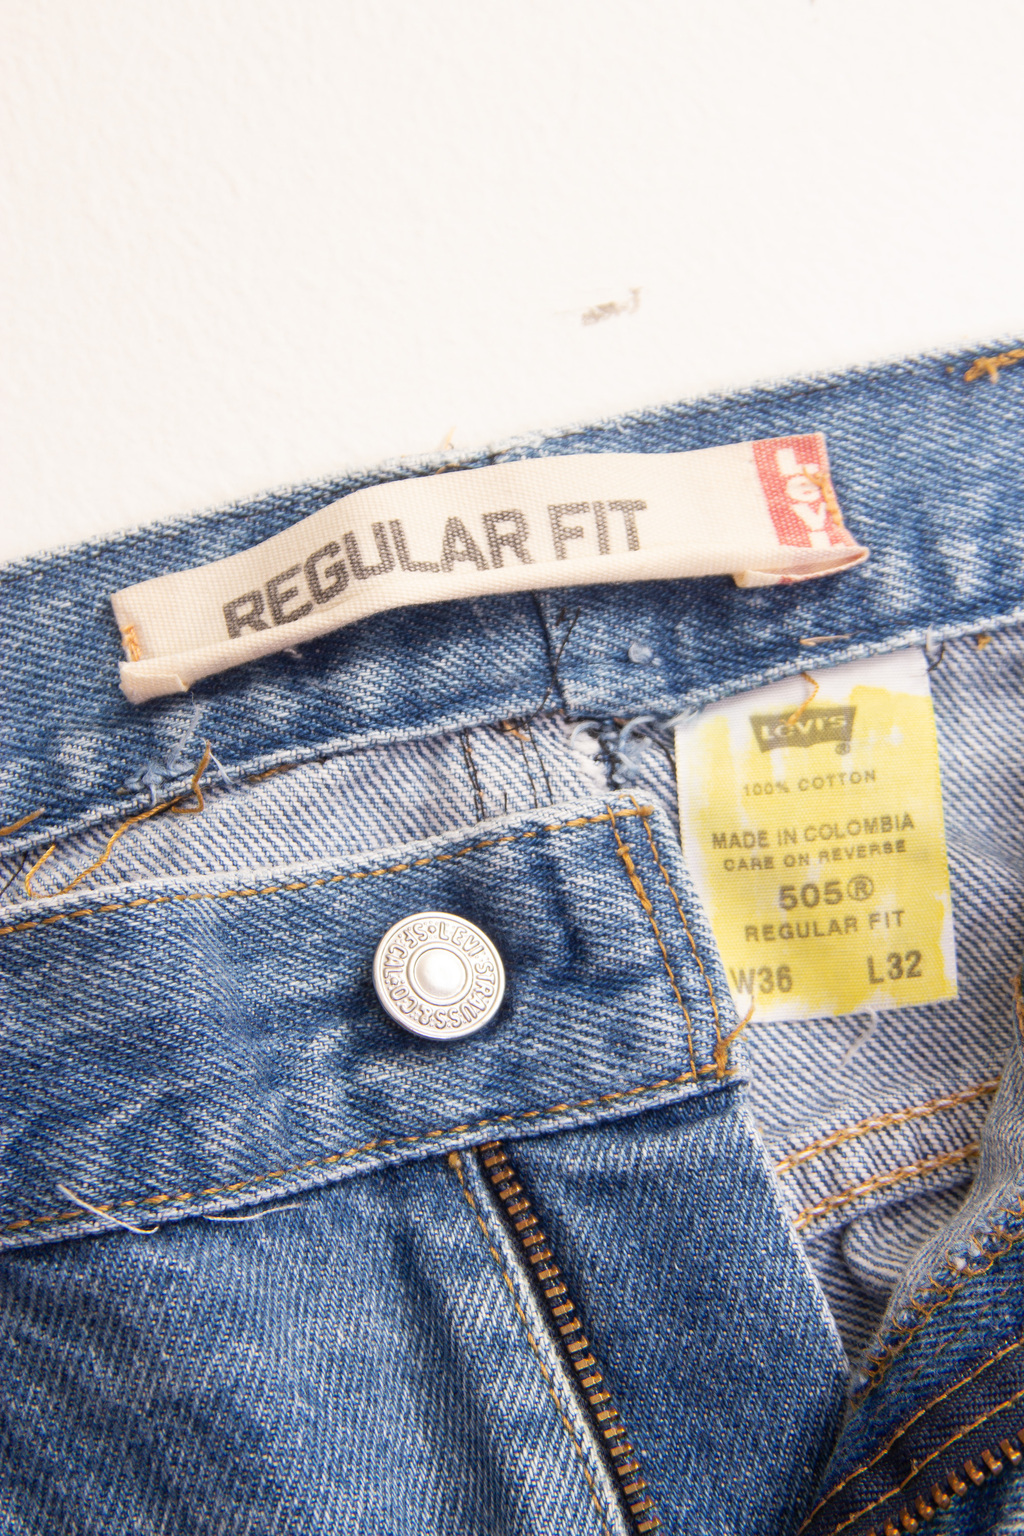 REGULAR FIT
Levi
Levi's
®
100% COTTON
MADE IN COLOMBIA
CARE ON REVERSE
505®
REGULAR FIT
W36 L32
LEVI STRAUSS & CO. S.F. CAL.